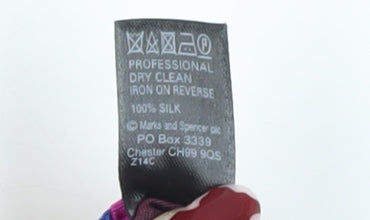 PROFESSIONAL
DRY CLEAN
IRON ON REVERSE
100% SILK
© Marks and Spencer plc
PO Box 3339
Chester CH99 9QS
Z14C